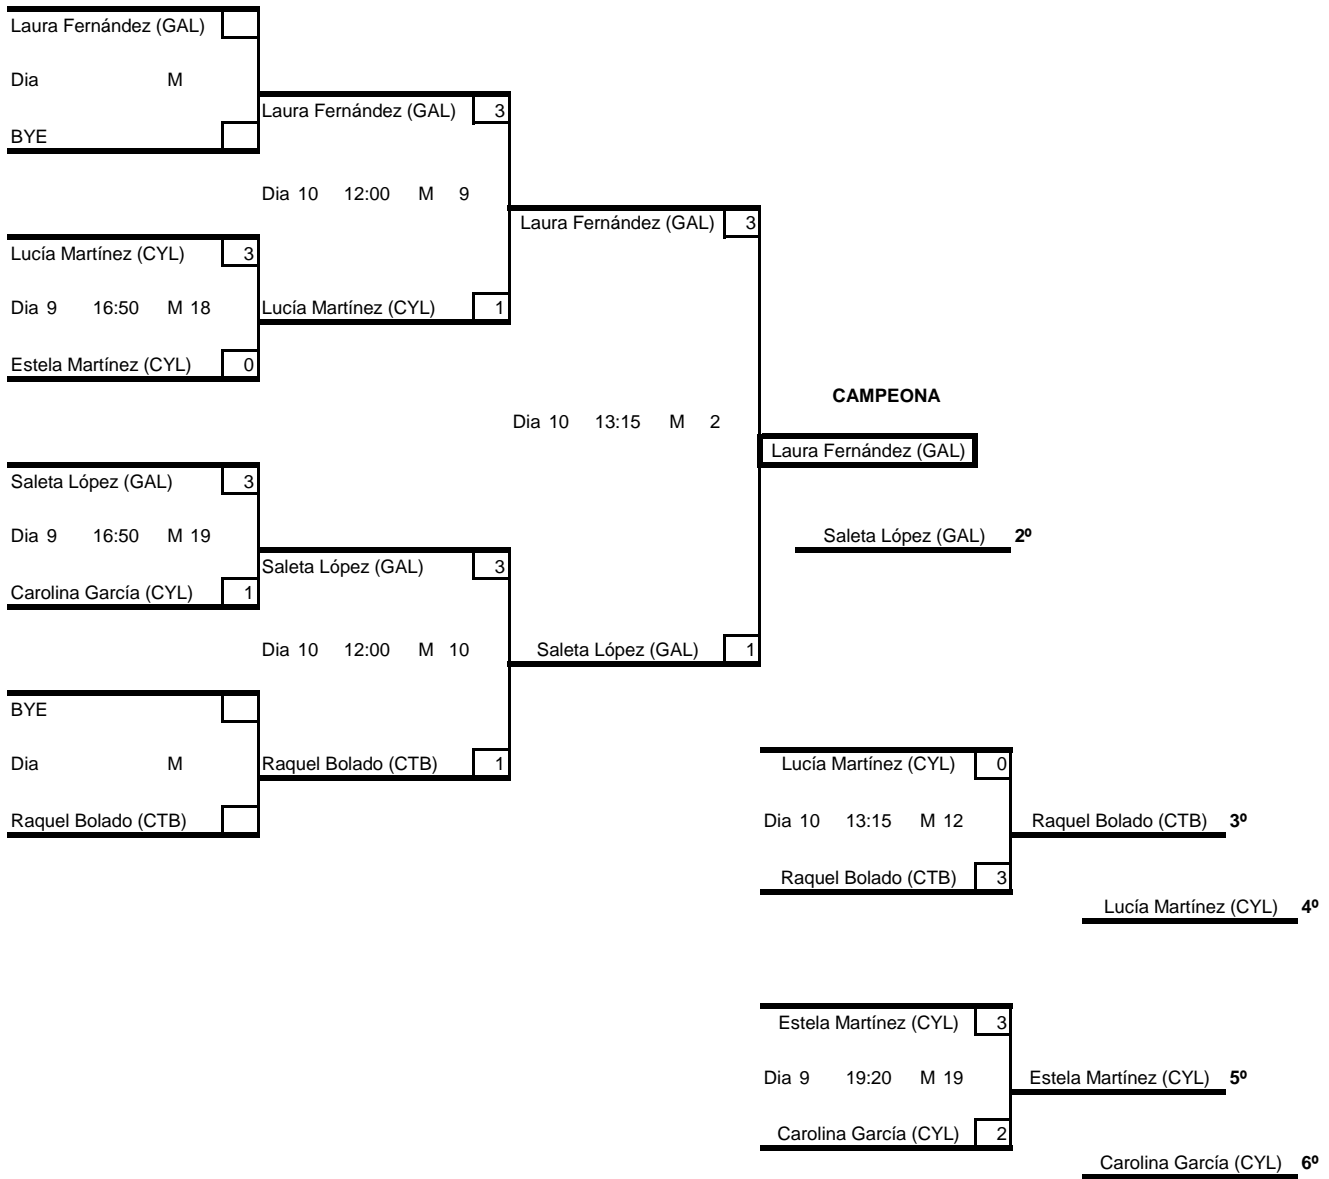 Laura Fernández (GAL)
Dia M
Laura Fernández (GAL) 3
BYE
Dia 10 12:00 M 9
Laura Fernández (GAL) 3
Lucía Martínez (CYL) 3
Dia 9 16:50 M 18 Lucía Martínez (CYL) 1
Estela Martínez (CYL) 0
CAMPEONA
Dia 10 13:15 M 2
Laura Fernández (GAL)
Saleta López (GAL) 3
Dia 9 16:50 M 19 Saleta López (GAL) 2º
Saleta López (GAL) 3
Carolina García (CYL) 1
Dia 10 12:00 M 10 Saleta López (GAL) 1
BYE
Dia M Raquel Bolado (CTB) 1 Lucía Martínez (CYL) 0
Raquel Bolado (CTB) Dia 10 13:15 M 12 Raquel Bolado (CTB) 3º
Raquel Bolado (CTB) 3
Lucía Martínez (CYL) 4º
Estela Martínez (CYL) 3
Dia 9 19:20 M 19 Estela Martínez (CYL) 5º
Carolina García (CYL) 2
Carolina García (CYL) 6º